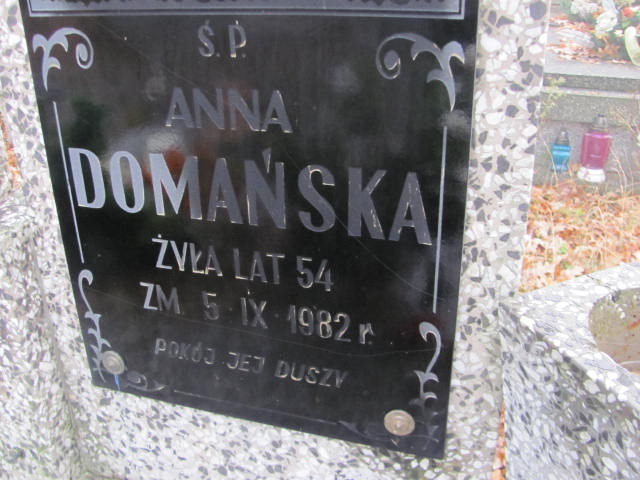 Ś.P.
ANNA
DOMAŃSKA
ŻYŁA LAT 54
ZM. 5 IX 1982 r.
POKÓJ JEJ DUSZY